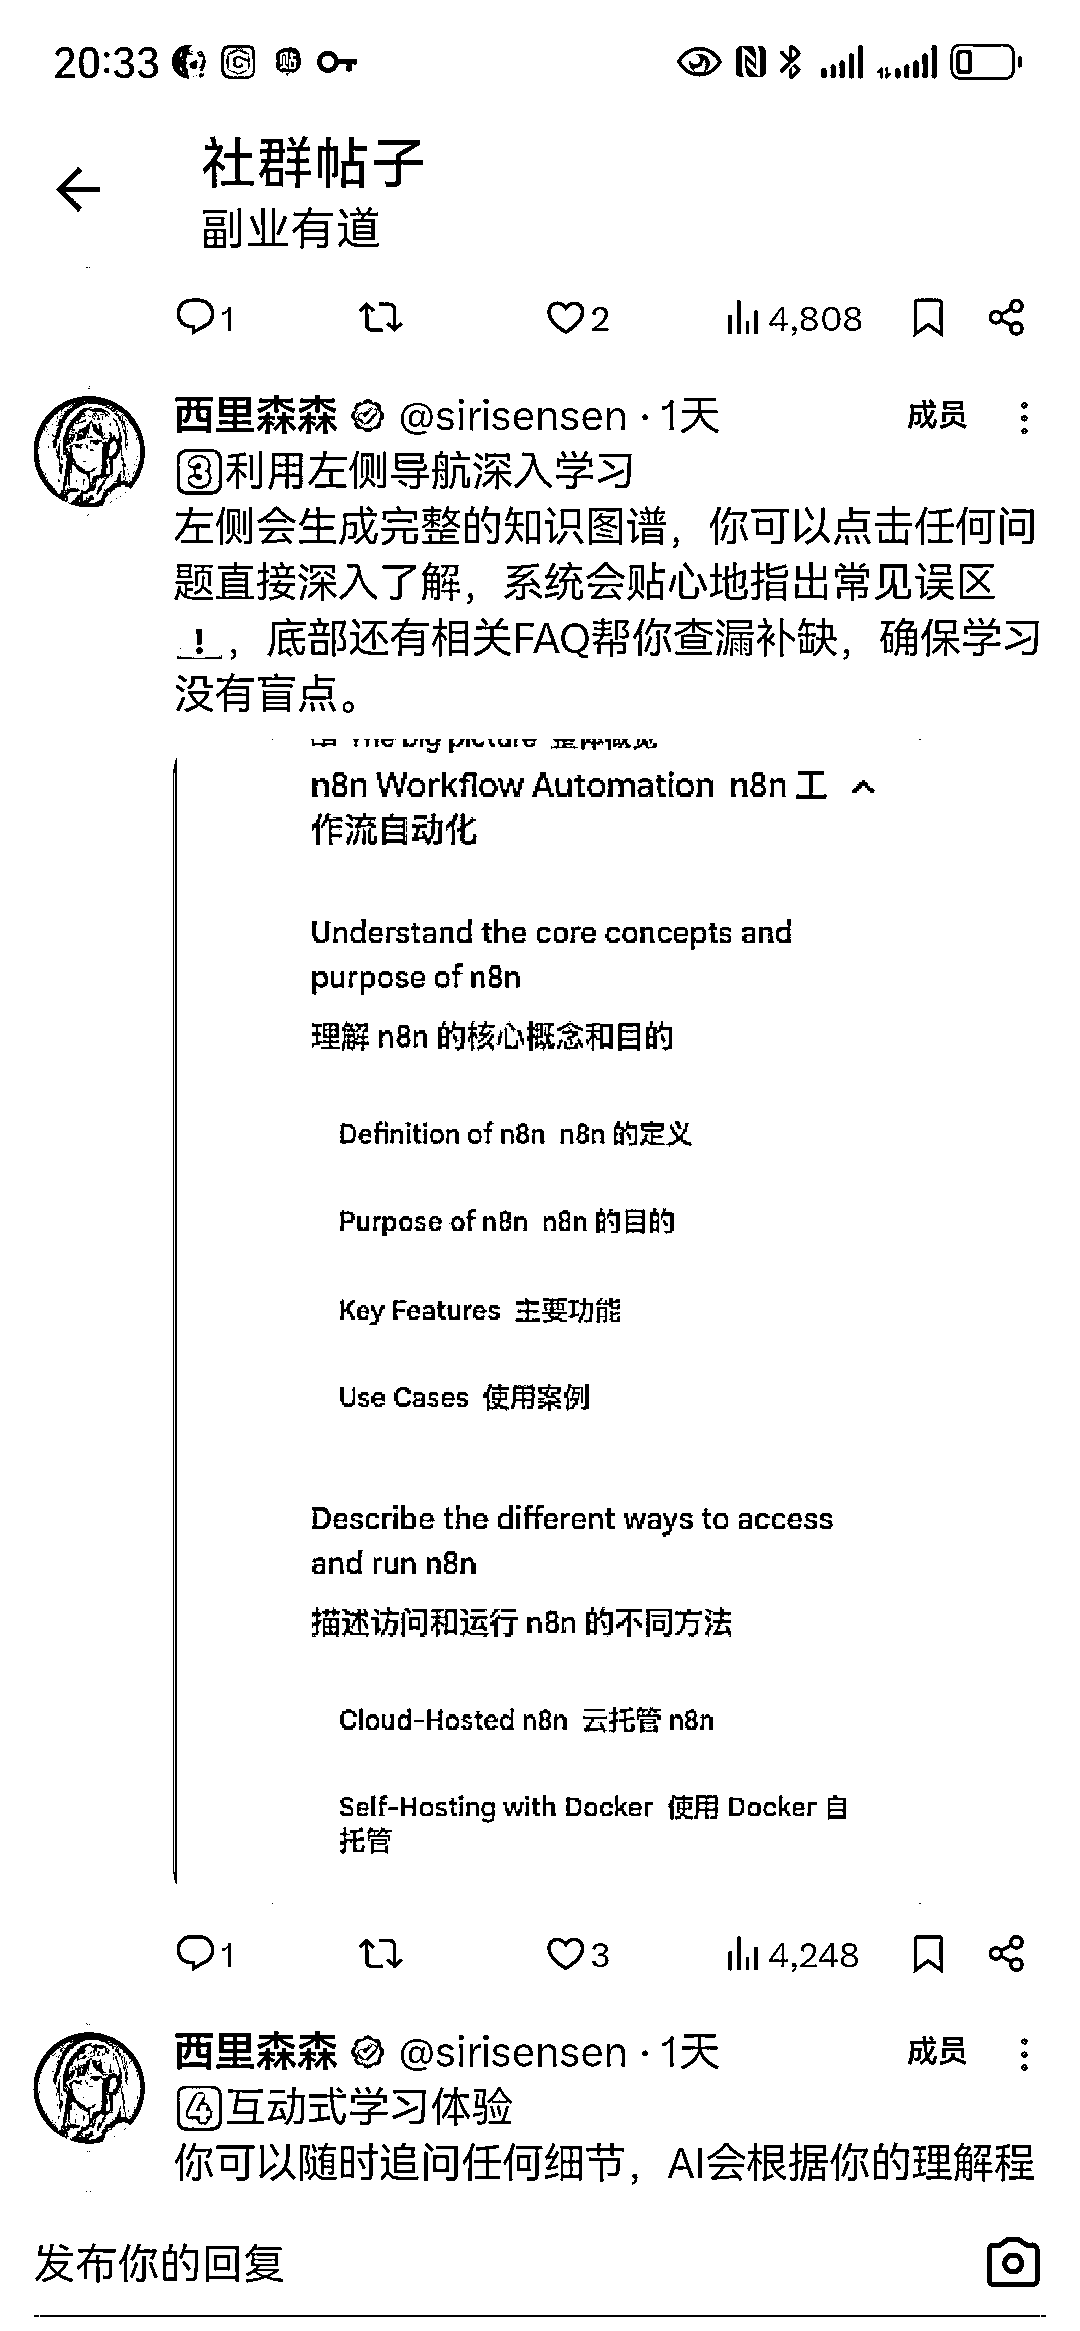 20:33
社群帖子
副业有道
1 2 4,808
西里森森 @sirisensen · 1天 成员
3利用左侧导航深入学习
左侧会生成完整的知识图谱，你可以点击任何问
题直接深入了解，系统会贴心地指出常见误区
！，底部还有相关FAQ帮你查漏补缺，确保学习
没有盲点。
The big picture 整体概览
n8n Workflow Automation n8n 工
作流自动化
Understand the core concepts and
purpose of n8n
理解 n8n 的核心概念和目的
Definition of n8n n8n 的定义
Purpose of n8n n8n 的目的
Key Features 主要功能
Use Cases 使用案例
Describe the different ways to access
and run n8n
描述访问和运行 n8n 的不同方法
Cloud-Hosted n8n 云托管 n8n
Self-Hosting with Docker 使用 Docker 自
托管
1 3 4,248
西里森森 @sirisensen · 1天 成员
4互动式学习体验
你可以随时追问任何细节，AI会根据你的理解程
发布你的回复